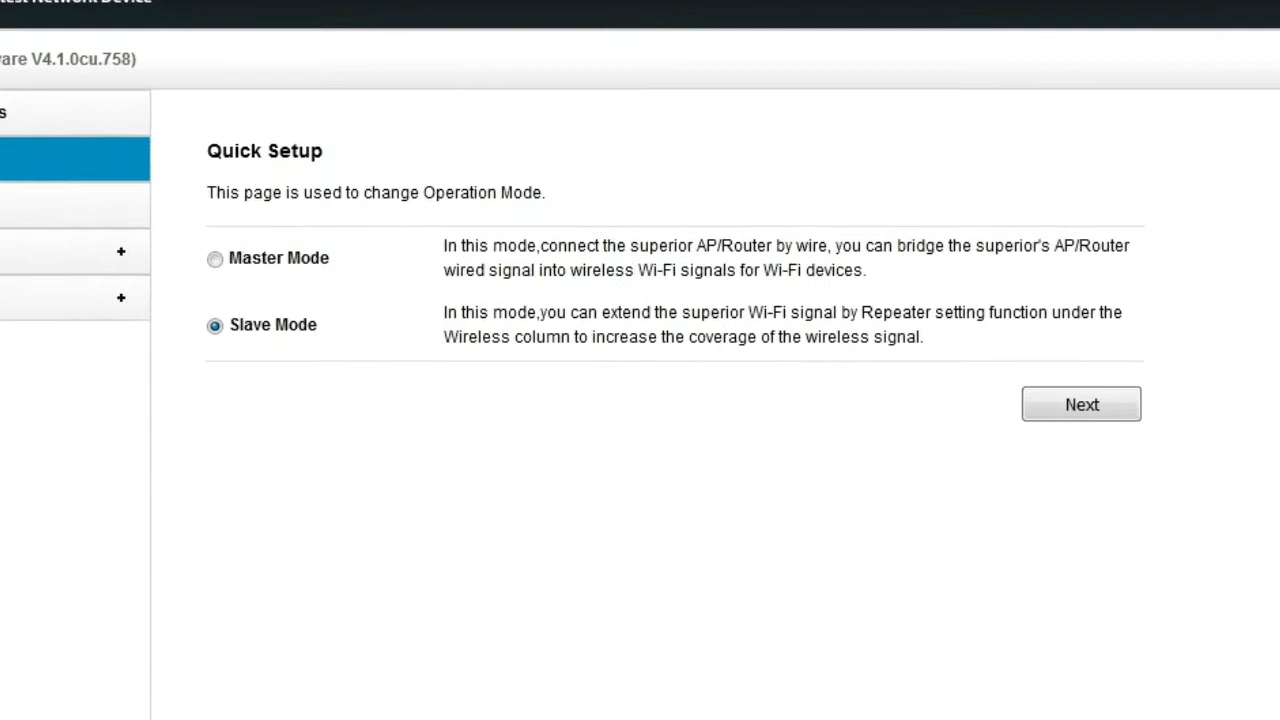 Network Device
V4.1.0cu.758)
Quick Setup
This page is used to change Operation Mode.
Master Mode
In this mode,connect the superior AP/Router by wire, you can bridge the superior's AP/Router
wired signal into wireless Wi-Fi signals for Wi-Fi devices.
Slave Mode
In this mode,you can extend the superior Wi-Fi signal by Repeater setting function under the
Wireless column to increase the coverage of the wireless signal.
Next